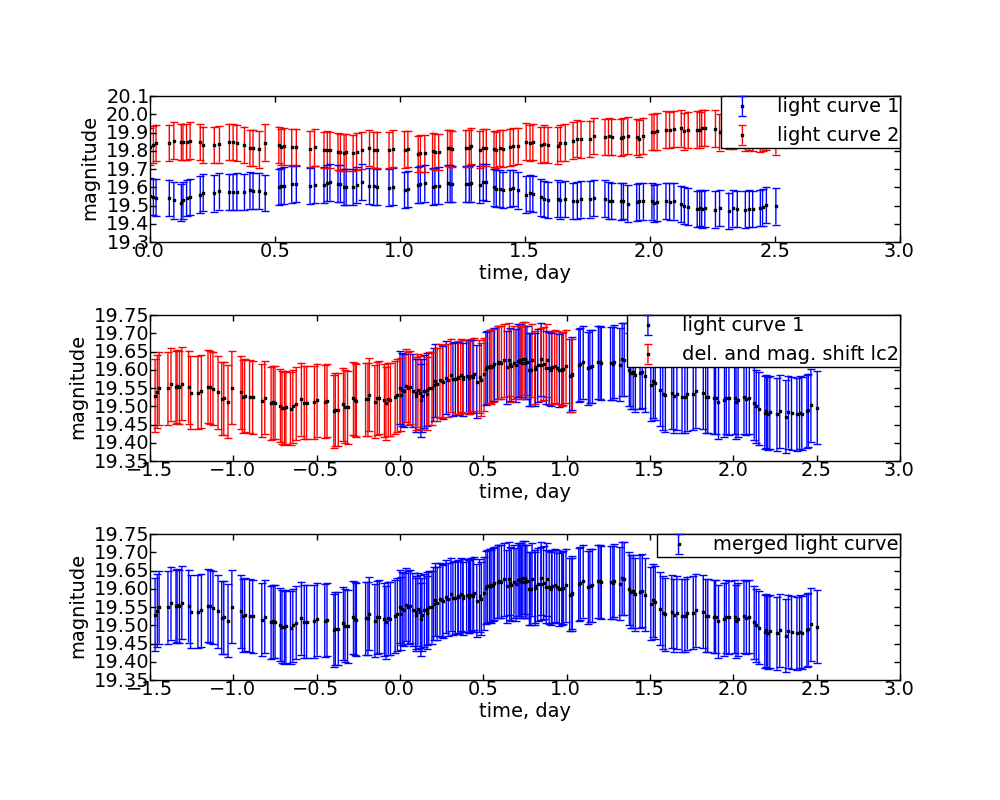 20.1
20.0
19.9
19.8
19.7
19.6
19.5
19.4
19.3
magnitude
light curve 1
light curve 2
0.0 0.5 1.0 1.5 2.0 2.5 3.0
time, day
19.75
19.70
19.65
19.60
19.55
19.50
19.45
19.40
19.35
magnitude
light curve 1
del. and mag. shift lc2
−1.5 −1.0 −0.5 0.0 0.5 1.0 1.5 2.0 2.5 3.0
time, day
19.75
19.70
19.65
19.60
19.55
19.50
19.45
19.40
19.35
magnitude
merged light curve
−1.5 −1.0 −0.5 0.0 0.5 1.0 1.5 2.0 2.5 3.0
time, day